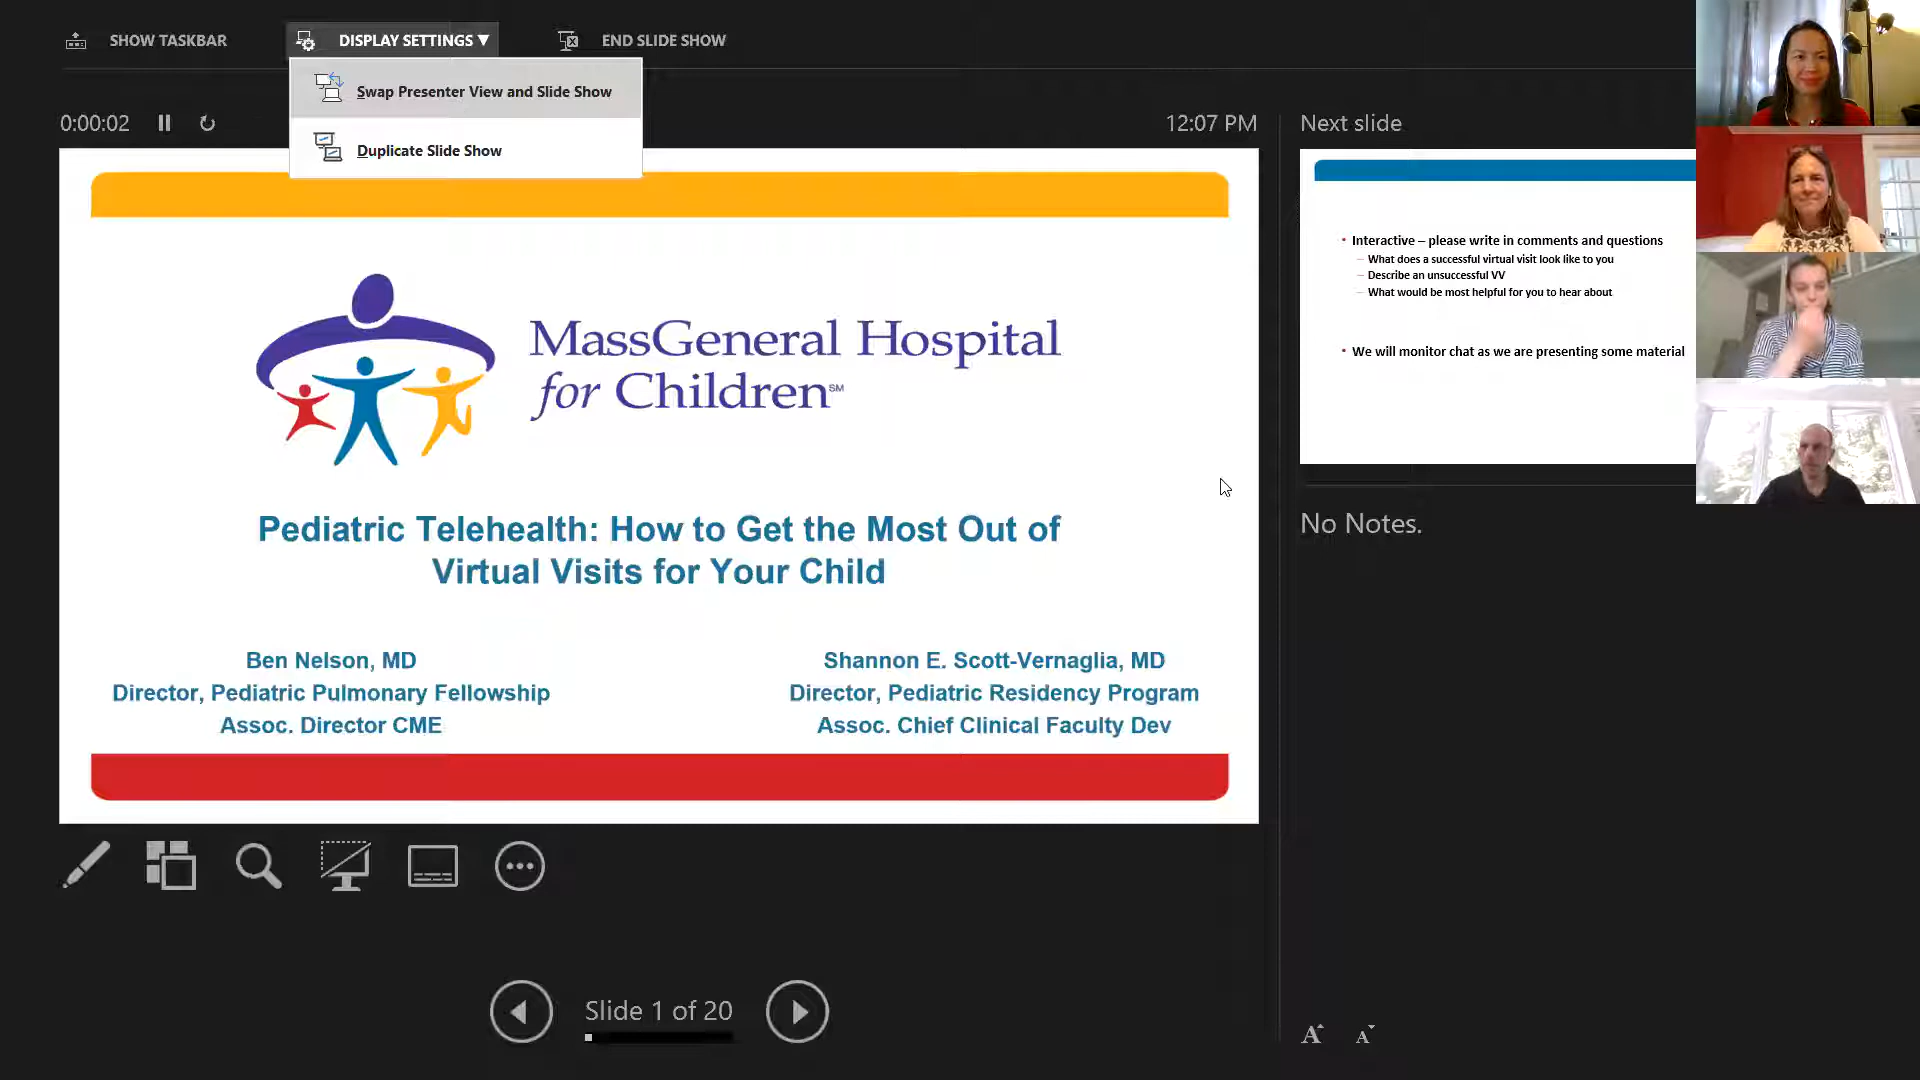 SHOW TASKBAR
DISPLAY SETTINGS ▼
END SLIDE SHOW
Swap Presenter View and Slide Show
Duplicate Slide Show
0:00:02
12:07 PM
Next slide
MassGeneral Hospital
for Children℠
Pediatric Telehealth: How to Get the Most Out of
Virtual Visits for Your Child
Ben Nelson, MD
Director, Pediatric Pulmonary Fellowship
Assoc. Director CME
Shannon E. Scott-Vernaglia, MD
Director, Pediatric Residency Program
Assoc. Chief Clinical Faculty Dev
• Interactive – please write in comments and questions
– What does a successful virtual visit look like to you
– Describe an unsuccessful VV
– What would be most helpful for you to hear about
• We will monitor chat as we are presenting some material
No Notes.
Slide 1 of 20
A A